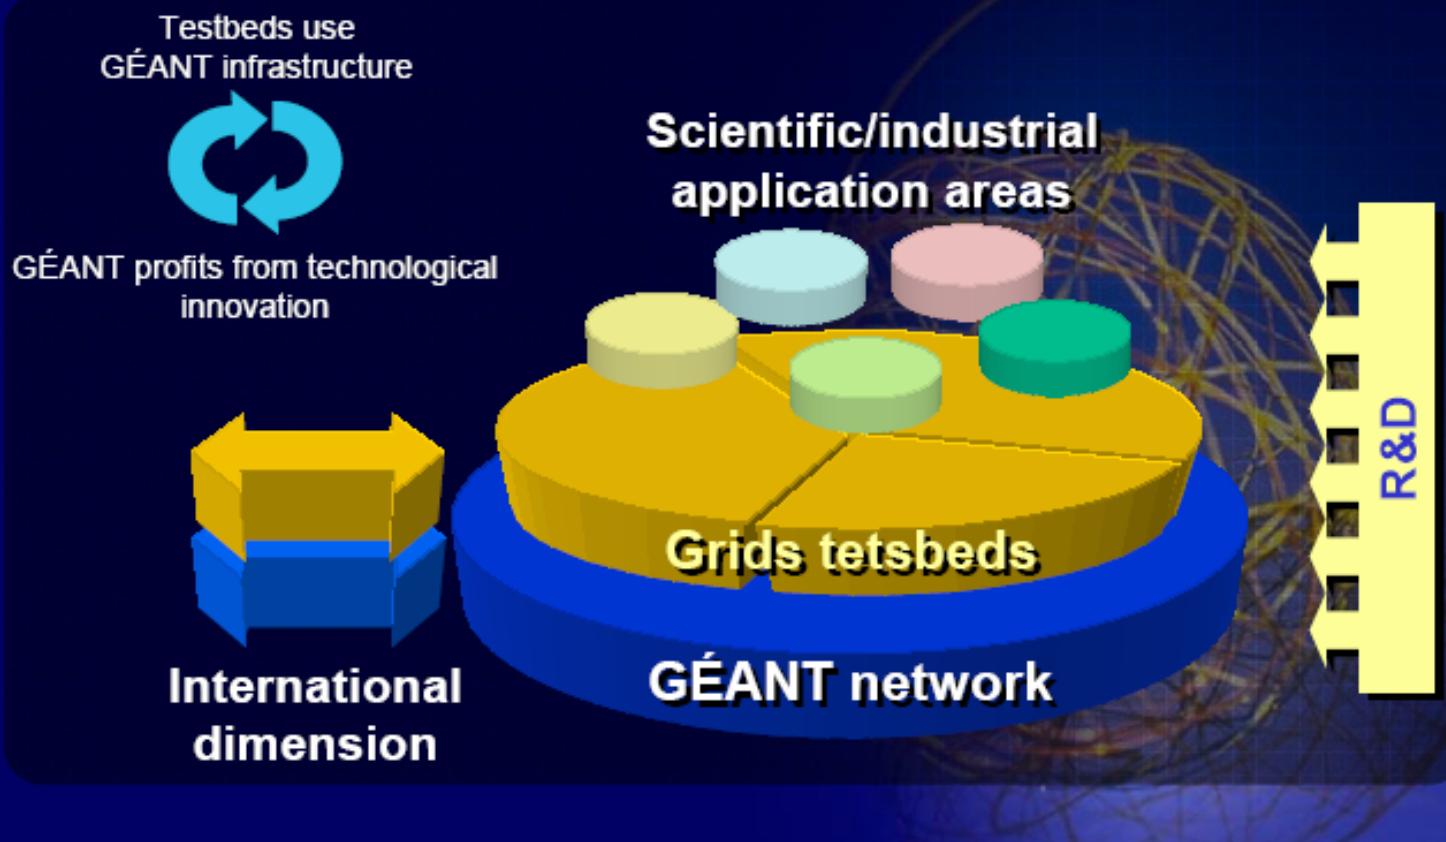 Testbeds use
GÉANT infrastructure
GÉANT profits from technological
innovation
Scientific/industrial
application areas
Grids tetsbeds
GÉANT network
International
dimension
R&D